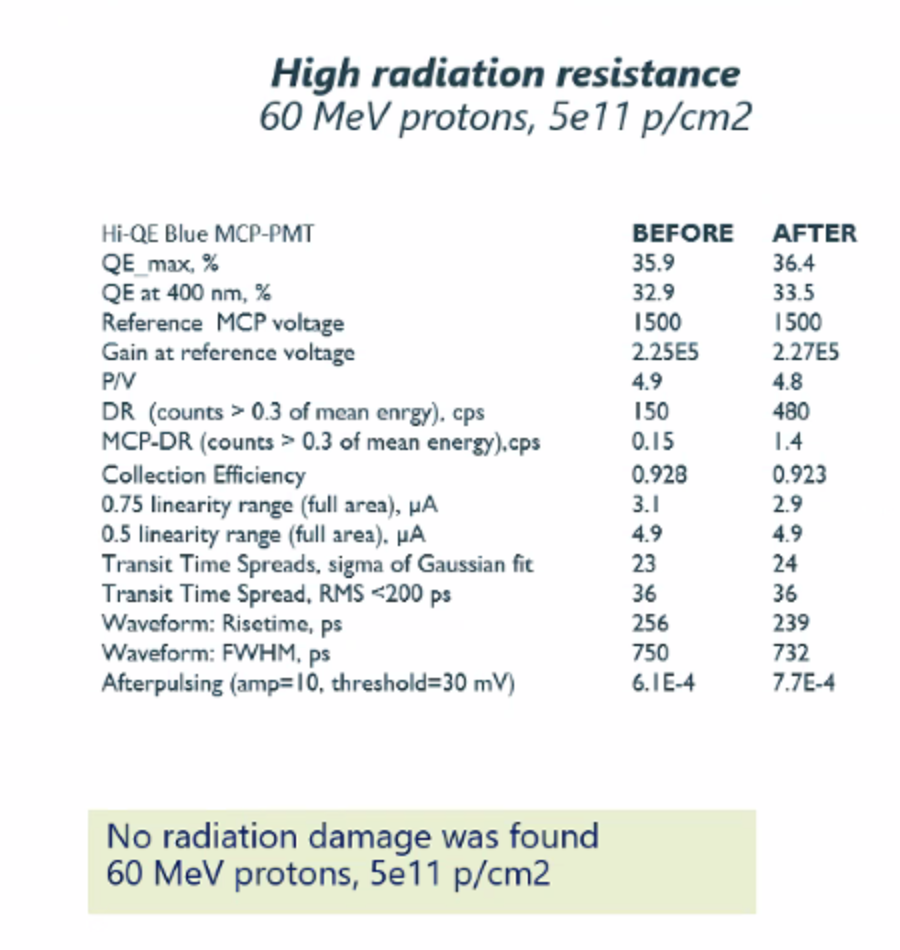 High radiation resistance
60 MeV protons, 5e11 p/cm2
Hi-QE Blue MCP-PMT BEFORE AFTER
QE_max, % 35.9 36.4
QE at 400 nm, % 32.9 33.5
Reference MCP voltage 1500 1500
Gain at reference voltage 2.25E5 2.27E5
P/V 4.9 4.8
DR (counts > 0.3 of mean enrgy), cps 150 480
MCP-DR (counts > 0.3 of mean energy),cps 0.15 1.4
Collection Efficiency 0.928 0.923
0.75 linearity range (full area), µA 3.1 2.9
0.5 linearity range (full area), µA 4.9 4.9
Transit Time Spreads, sigma of Gaussian fit 23 24
Transit Time Spread, RMS <200 ps 36 36
Waveform: Risetime, ps 256 239
Waveform: FWHM, ps 750 732
Afterpulsing (amp=10, threshold=30 mV) 6.1E-4 7.7E-4
No radiation damage was found
60 MeV protons, 5e11 p/cm2